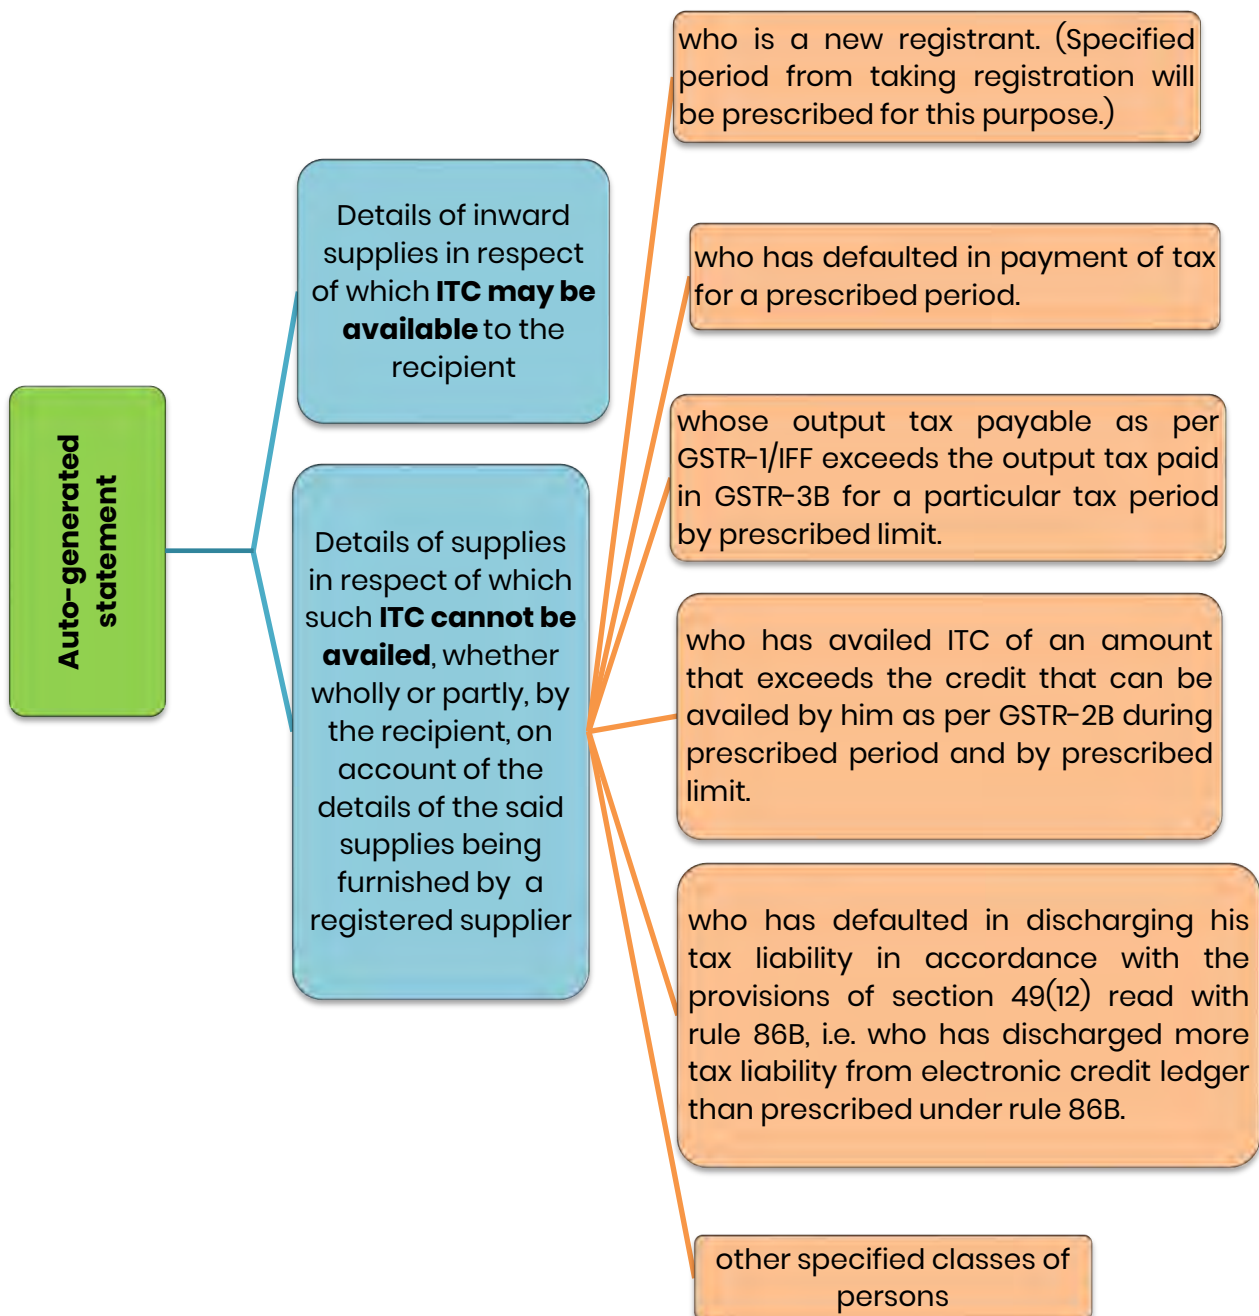 Auto-generated
statement
Details of inward
supplies in respect
of which ITC may be
available to the
recipient
Details of supplies
in respect of which
such ITC cannot be
availed, whether
wholly or partly, by
the recipient, on
account of the
details of the said
supplies being
furnished by a
registered supplier
who is a new registrant. (Specified
period from taking registration will
be prescribed for this purpose.)
who has defaulted in payment of tax
for a prescribed period.
whose output tax payable as per
GSTR-1/IFF exceeds the output tax paid
in GSTR-3B for a particular tax period
by prescribed limit.
who has availed ITC of an amount
that exceeds the credit that can be
availed by him as per GSTR-2B during
prescribed period and by prescribed
limit.
who has defaulted in discharging his
tax liability in accordance with the
provisions of section 49(12) read with
rule 86B, i.e. who has discharged more
tax liability from electronic credit ledger
than prescribed under rule 86B.
other specified classes of
persons